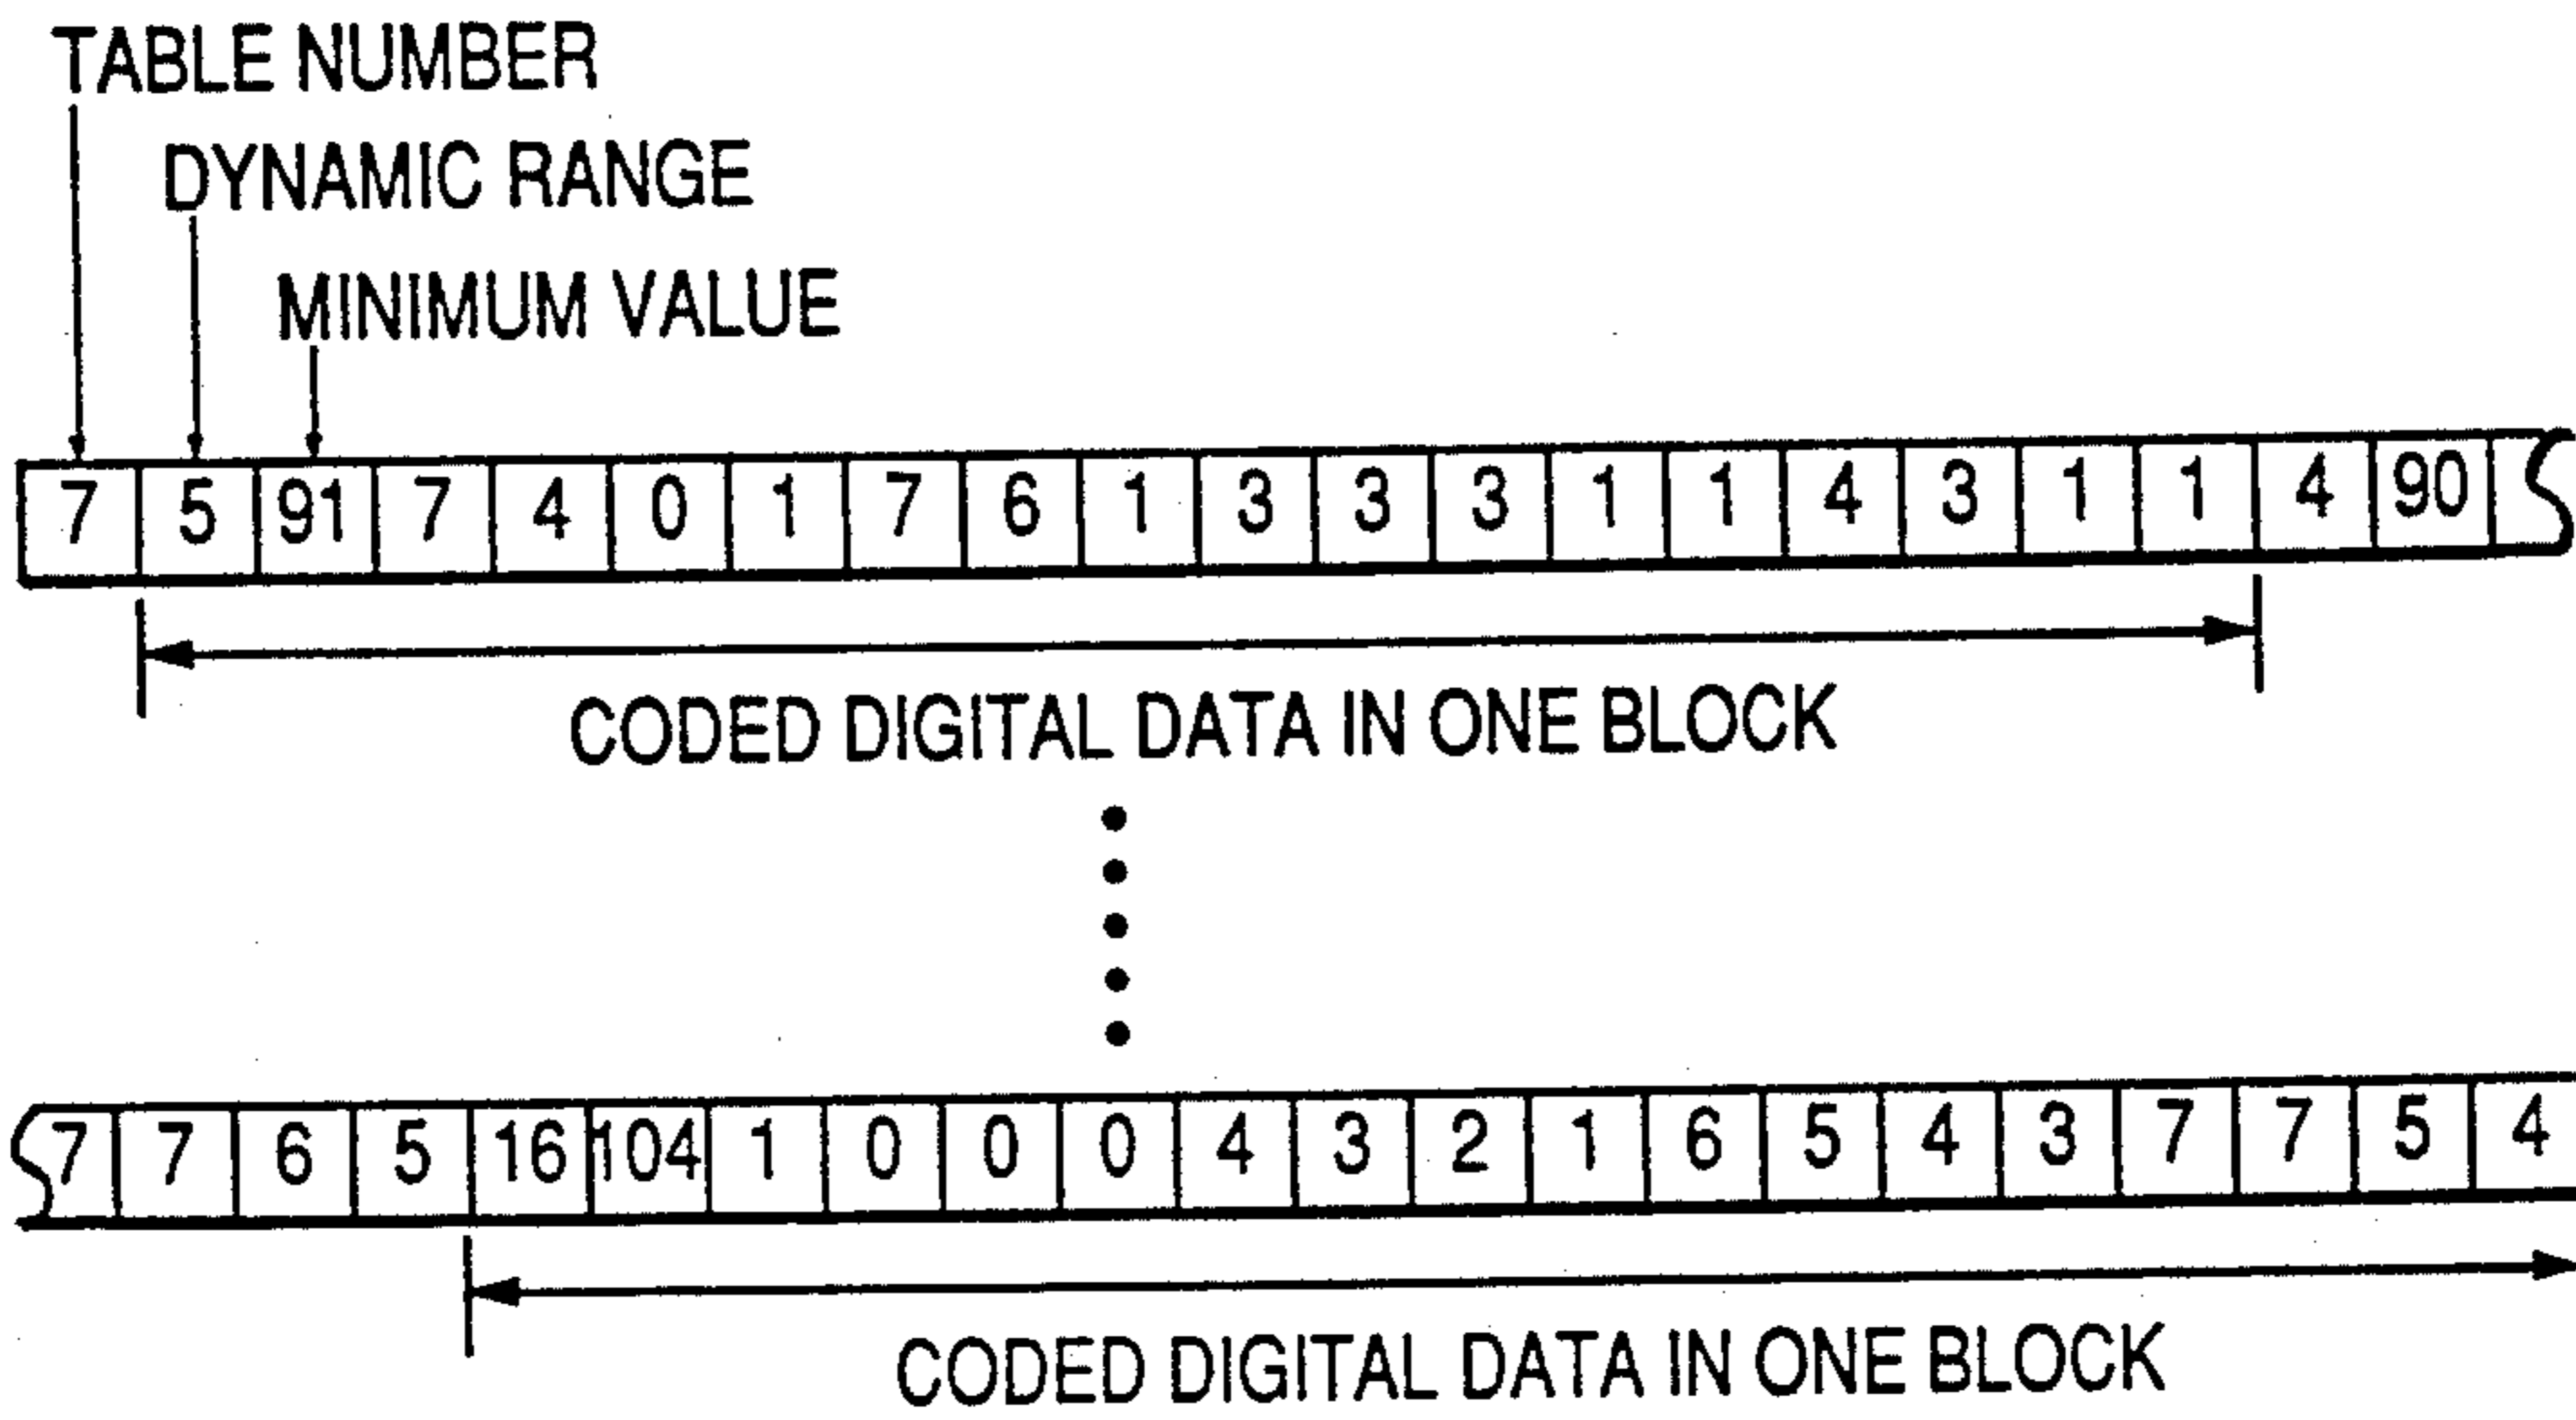 TABLE NUMBER
DYNAMIC RANGE
MINIMUM VALUE
7 5 91 7 4 0 1 7 6 1 3 3 3 1 1 4 3 1 1 4 90
CODED DIGITAL DATA IN ONE BLOCK
7 7 6 5 16 104 1 0 0 0 4 3 2 1 6 5 4 3 7 7 5 4
CODED DIGITAL DATA IN ONE BLOCK